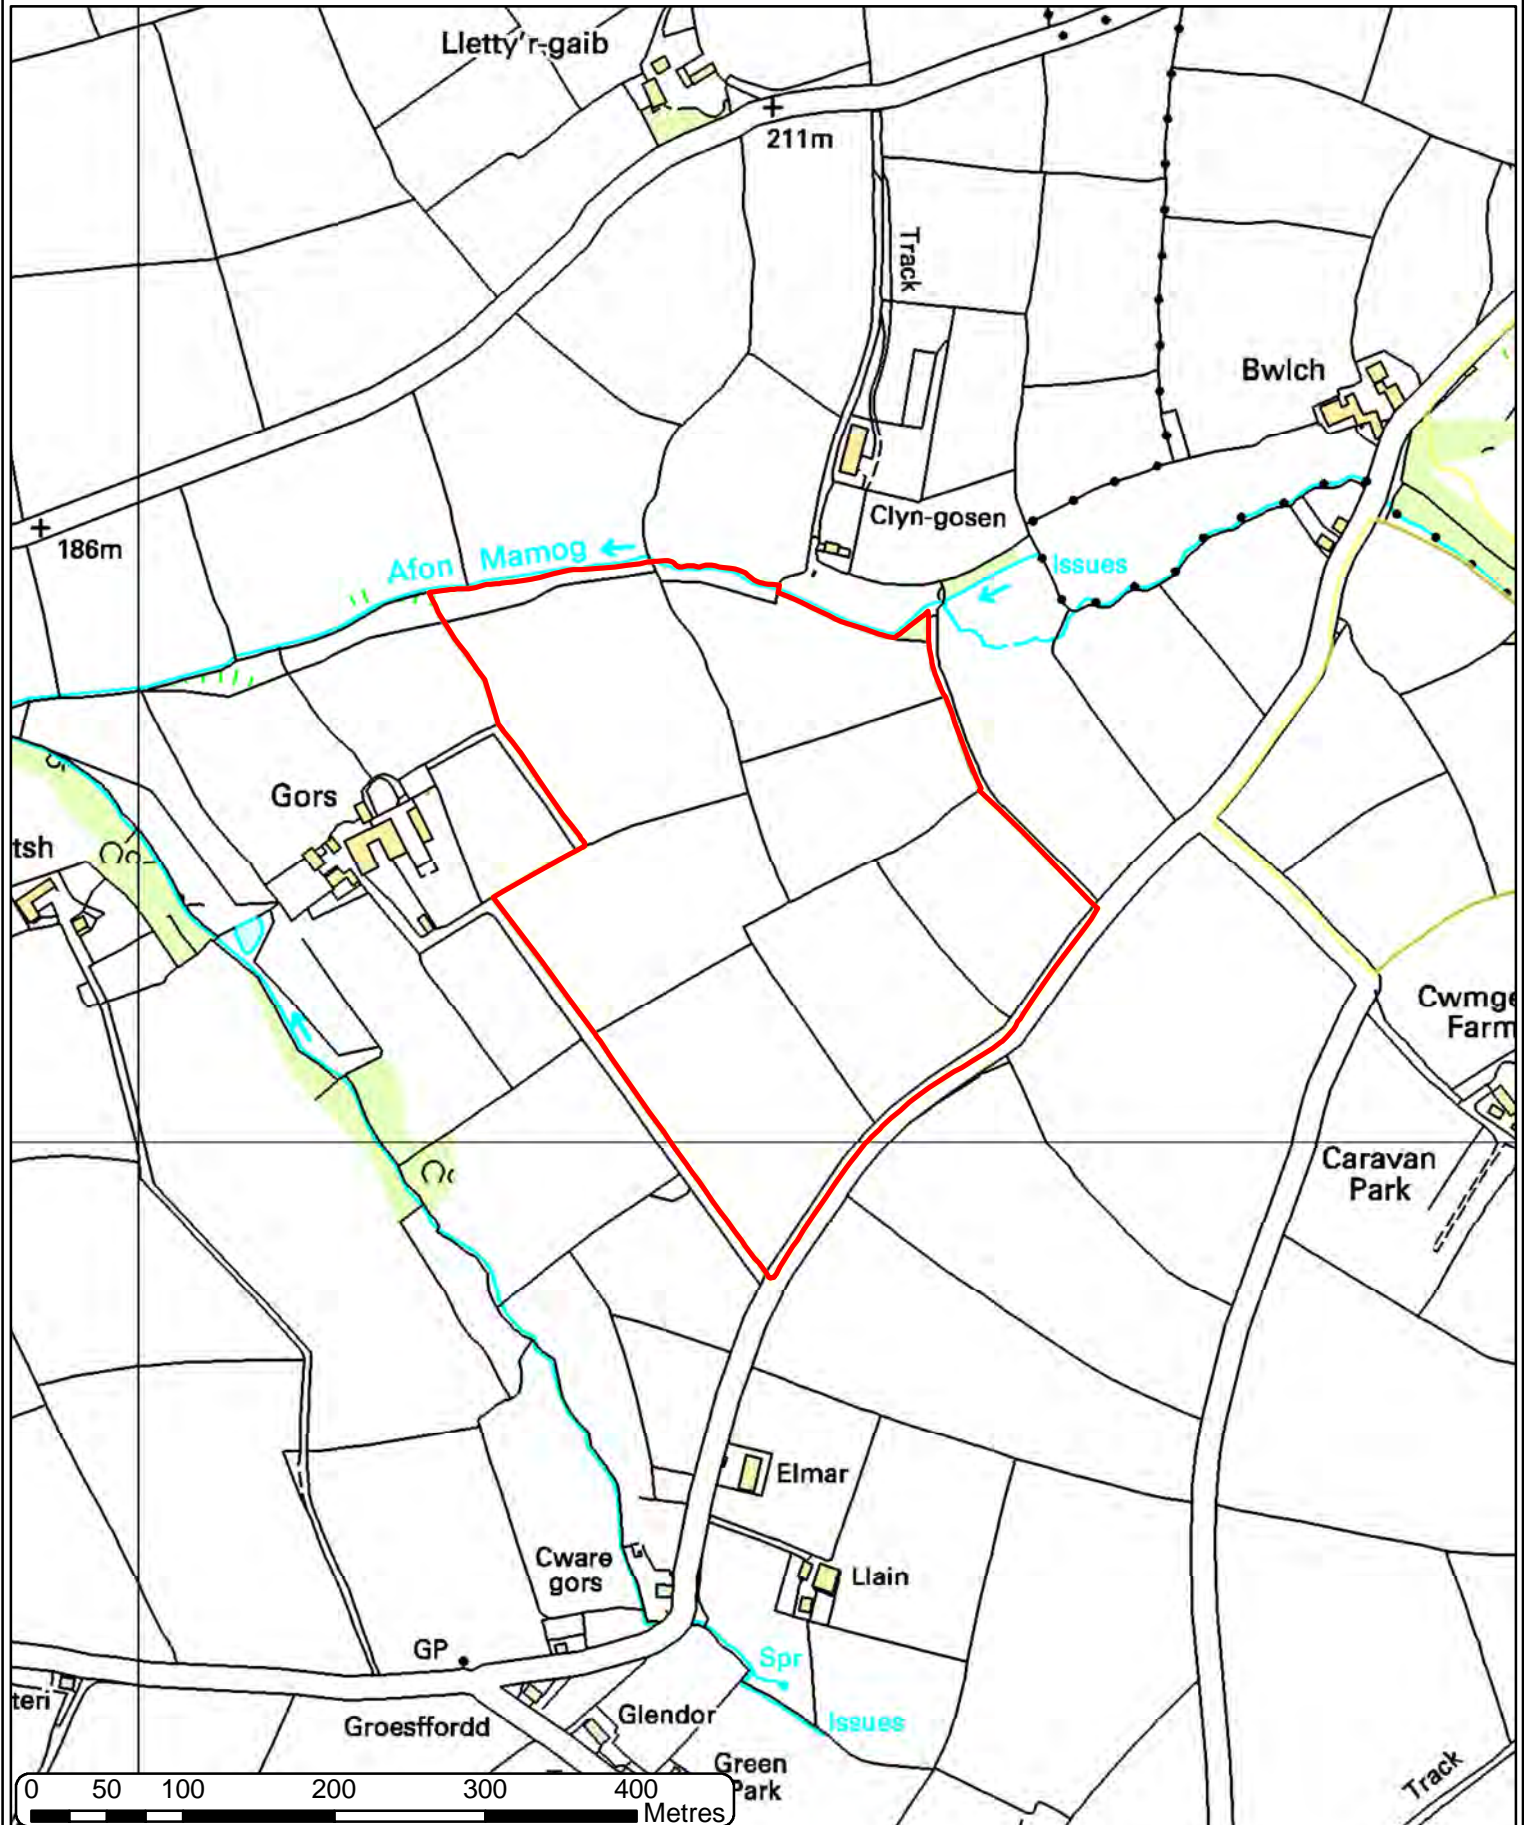 Lletty'r-gaib
211m
Track
Bwlch
186m
Clyn-gosen
Afon Mamog
Issues
Gors
tsh
Cwmge
Farm
Caravan
Park
Elmar
Cware
gors
Llain
GP
Spr
teri
Groesffordd
Glendor
Issues
Green
Park
Track
0 50 100 200 300 400
Metres